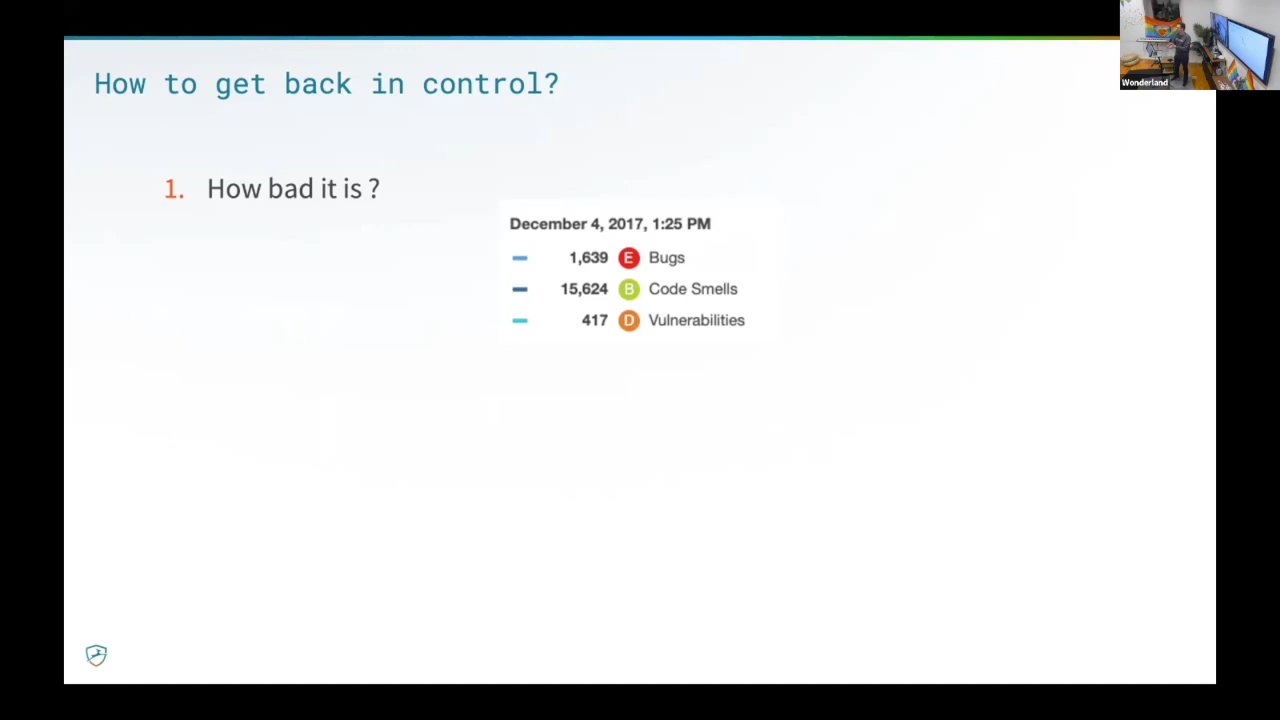 How to get back in control?
Wonderland
1. How bad it is ?
December 4, 2017, 1:25 PM
1,639 E Bugs
15,624 B Code Smells
417 D Vulnerabilities